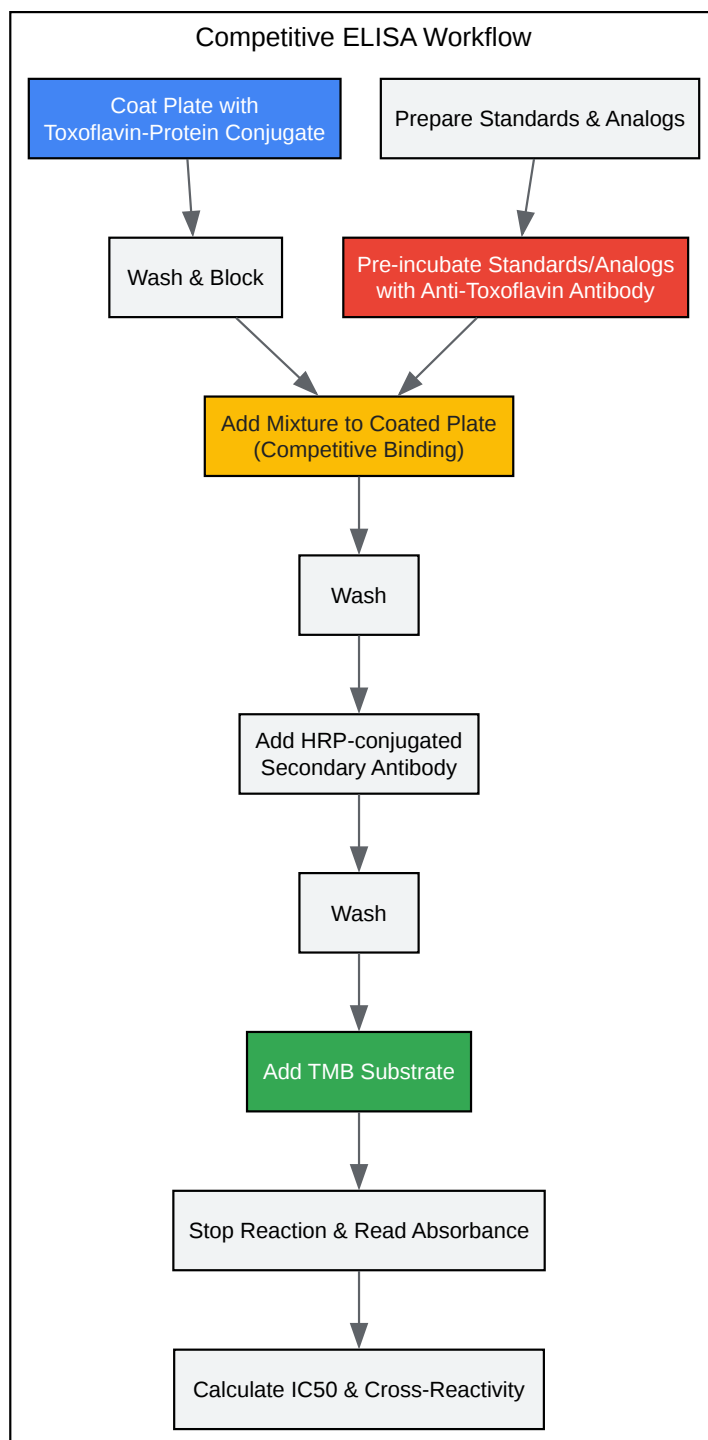 Competitive ELISA Workflow
Coat Plate with
Toxoflavin-Protein Conjugate
Prepare Standards & Analogs
Wash & Block
Pre-incubate Standards/Analogs
with Anti-Toxoflavin Antibody
Add Mixture to Coated Plate
(Competitive Binding)
Wash
Add HRP-conjugated
Secondary Antibody
Wash
Add TMB Substrate
Stop Reaction & Read Absorbance
Calculate IC50 & Cross-Reactivity